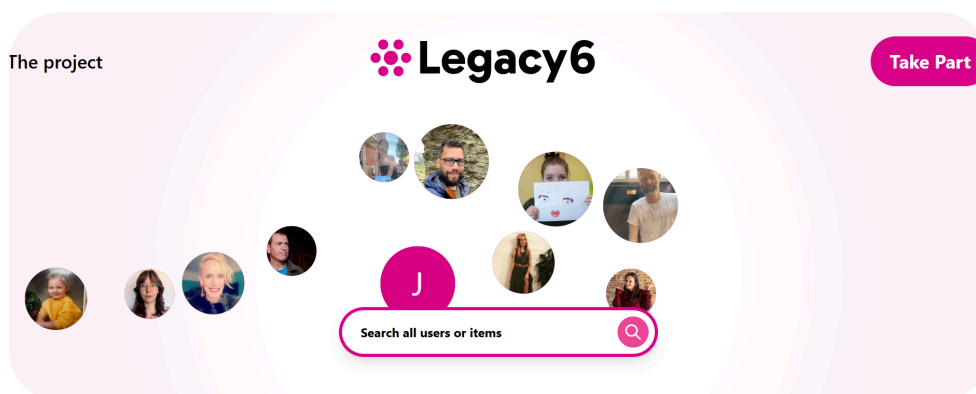 The project
Legacy6
Take Part
J
Search all users or items